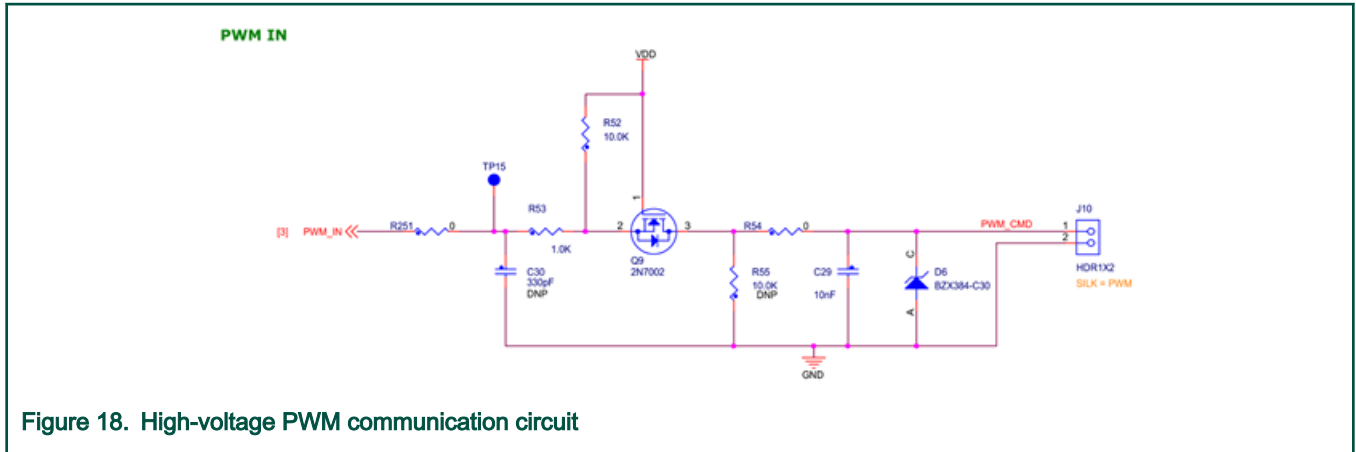 PWM IN
VDD
R52
10.0K
TP15
R53
1.0K
[3] PWM_IN
R251
0
1
2
3
Q9
2N7002
R54
0
PWM_CMD
J10
1
2
HDR1X2
SILK = PWM
C30
330pF
DNP
R55
10.0K
DNP
C29
10nF
C
D6
BZX384-C30
A
GND
Figure 18. High-voltage PWM communication circuit